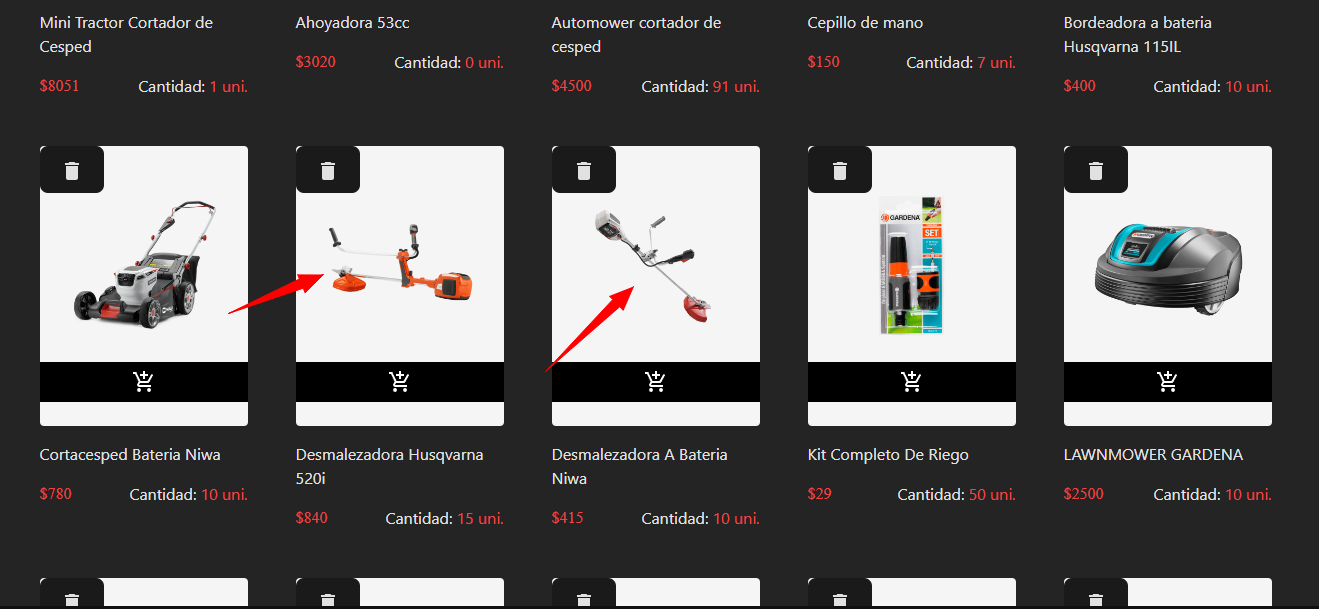 Mini Tractor Cortador de
Cesped
$8051 Cantidad: 1 uni.
Ahoyadora 53cc
$3020 Cantidad: 0 uni.
Automower cortador de
cesped
$4500 Cantidad: 91 uni.
Cepillo de mano
$150 Cantidad: 7 uni.
Bordeadora a bateria
Husqvarna 115IL
$400 Cantidad: 10 uni.
Cortacesped Bateria Niwa
$780 Cantidad: 10 uni.
Desmalezadora Husqvarna
520i
$840 Cantidad: 15 uni.
Desmalezadora A Bateria
Niwa
$415 Cantidad: 10 uni.
GARDENA
SET
Kit Completo De Riego
$29 Cantidad: 50 uni.
LAWNMOWER GARDENA
$2500 Cantidad: 10 uni.